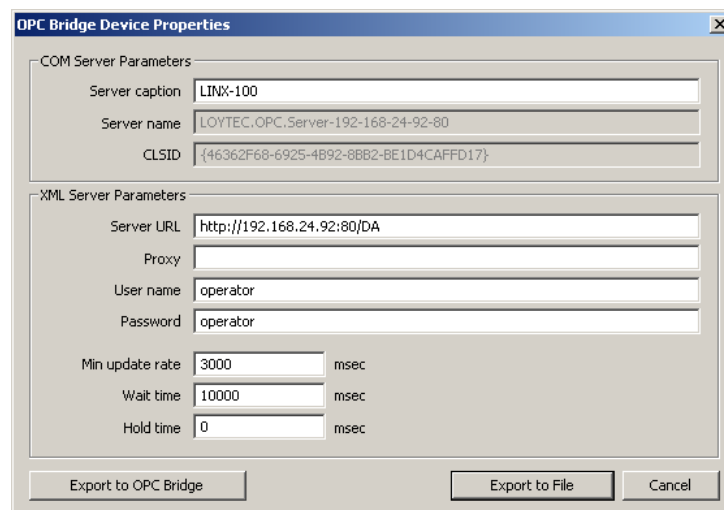 OPC Bridge Device Properties
COM Server Parameters
Server caption LINX-100
Server name LOYTEC.OPC.Server-192-168-24-92-80
CLSID {46362F68-6925-4B92-8BB2-BE1D4CAFFD17}
XML Server Parameters
Server URL http://192.168.24.92:80/DA
Proxy
User name operator
Password operator
Min update rate 3000 msec
Wait time 10000 msec
Hold time 0 msec
Export to OPC Bridge Export to File Cancel